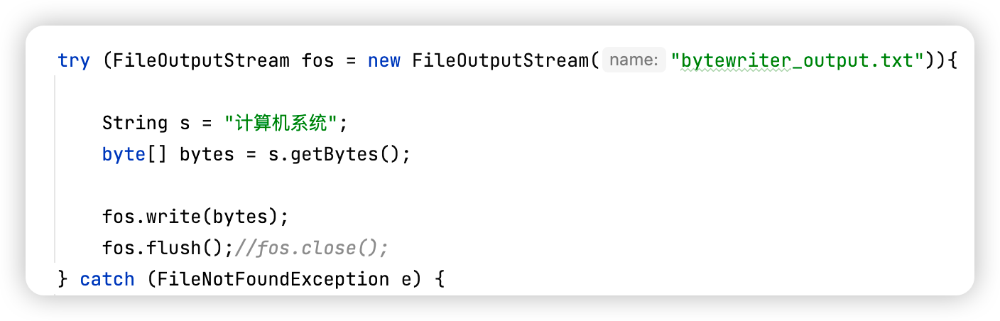 try (FileOutputStream fos = new FileOutputStream( name: "bytewriter_output.txt")){
String s = "计算机系统";
byte[] bytes = s.getBytes();
fos.write(bytes);
fos.flush();//fos.close();
} catch (FileNotFoundException e) {